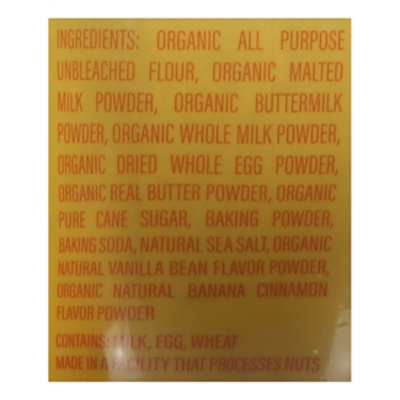 INGREDIENTS: ORGANIC ALL PURPOSE
UNBLEACHED FLOUR, ORGANIC MALTED
MILK POWDER, ORGANIC BUTTERMILK
POWDER, ORGANIC WHOLE MILK POWDER,
ORGANIC DRIED WHOLE EGG POWDER,
ORGANIC REAL BUTTER POWDER, ORGANIC
PURE CANE SUGAR, BAKING POWDER,
BAKING SODA, NATURAL SEA SALT, ORGANIC
NATURAL VANILLA BEAN FLAVOR POWDER,
ORGANIC NATURAL BANANA CINNAMON
FLAVOR POWDER
CONTAINS: MILK, EGG, WHEAT
MADE IN A FACILITY THAT PROCESSES NUTS